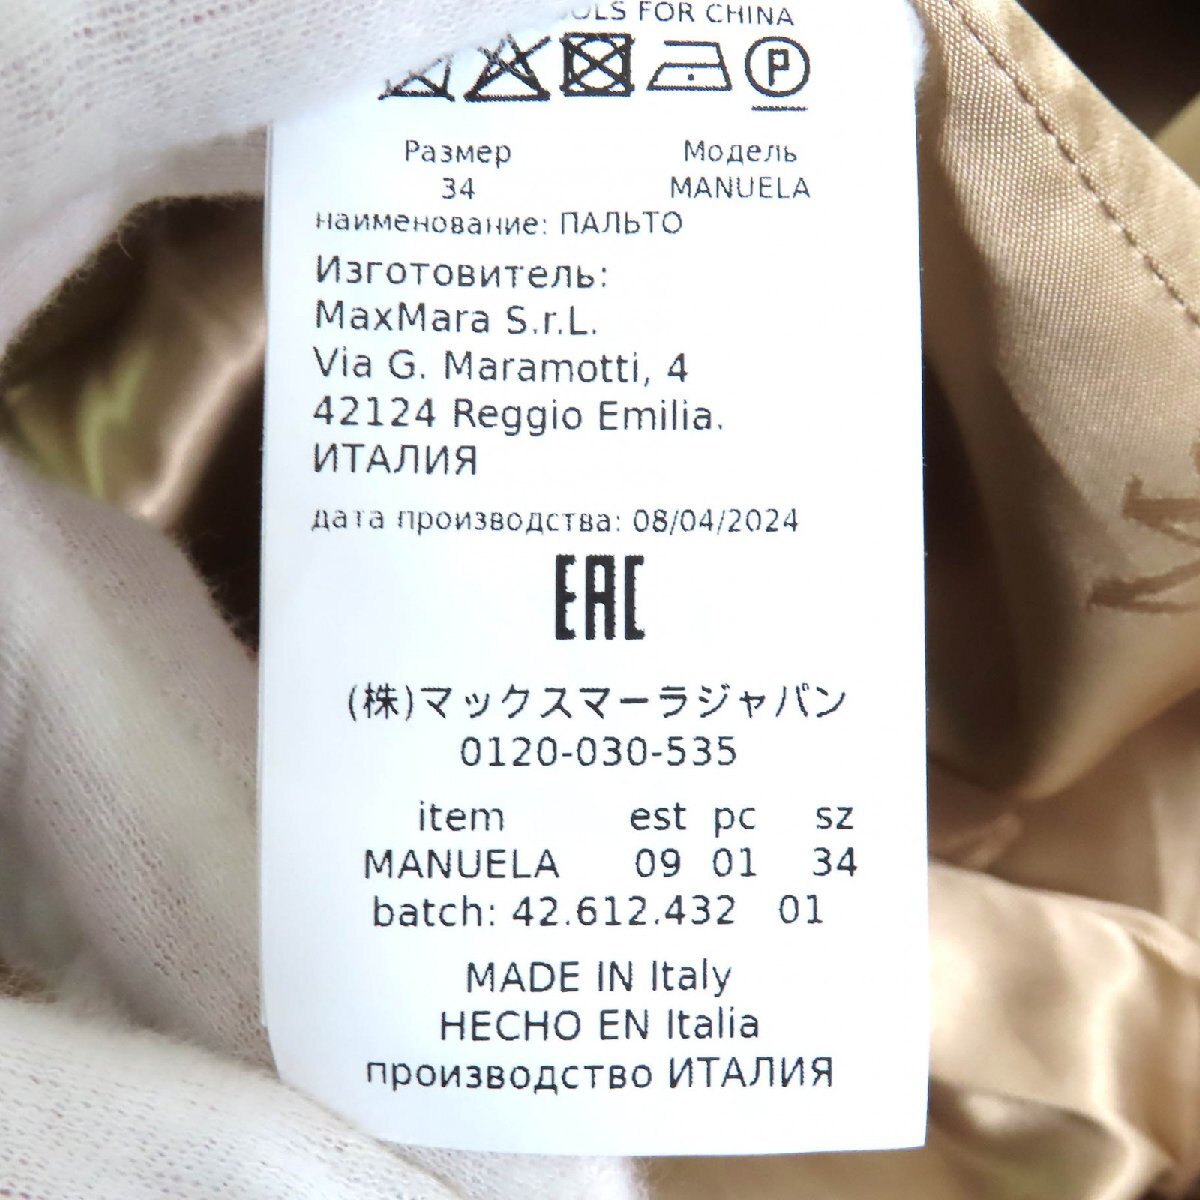 FOR CHINA
P
Размер Модель
34 MANUELA
наименование: ПАЛЬТО
Изготовитель:
MaxMara S.r.L.
Via G. Maramotti, 4
42124 Reggio Emilia.
ИТАЛИЯ
дата производства: 08/04/2024
EAC
(株)マックスマーラジャパン
0120-030-535
item est pc sz
MANUELA 09 01 34
batch: 42.612.432 01
MADE IN Italy
HECHO EN Italia
производство ИТАЛИЯ